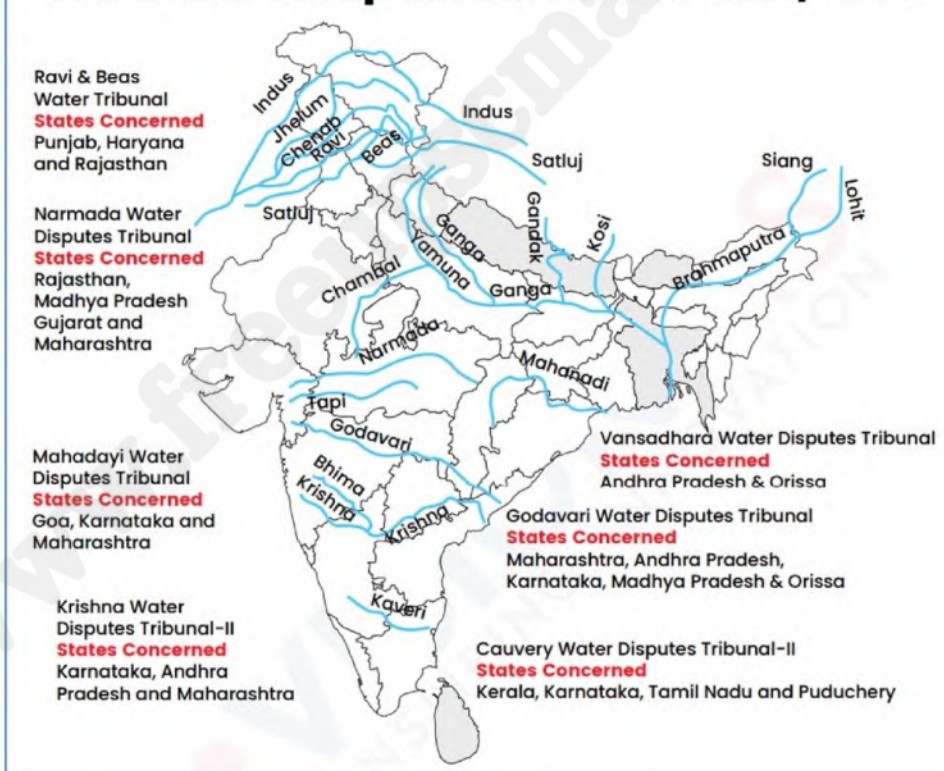 Ravi & Beas
Water Tribunal
States Concerned
Punjab, Haryana
and Rajasthan
Narmada Water
Disputes Tribunal
States Concerned
Rajasthan,
Madhya Pradesh
Gujarat and
Maharashtra
Mahadayi Water
Disputes Tribunal
States Concerned
Goa, Karnataka and
Maharashtra
Krishna Water
Disputes Tribunal-II
States Concerned
Karnataka, Andhra
Pradesh and Maharashtra
Indus
Jhelum
Chenab
Ravi
Beas
Indus
Satluj
Satluj
Siang
Lohit
Gandak
Kosi
Ganga
Yamuna
Ganga
Brahmaputra
Chambal
Narmada
Mahanadi
Tapi
Godavari
Bhima
Krishna
Krishna
Kaveri
Vansadhara Water Disputes Tribunal
States Concerned
Andhra Pradesh & Orissa
Godavari Water Disputes Tribunal
States Concerned
Maharashtra, Andhra Pradesh,
Karnataka, Madhya Pradesh & Orissa
Cauvery Water Disputes Tribunal-II
States Concerned
Kerala, Karnataka, Tamil Nadu and Puduchery